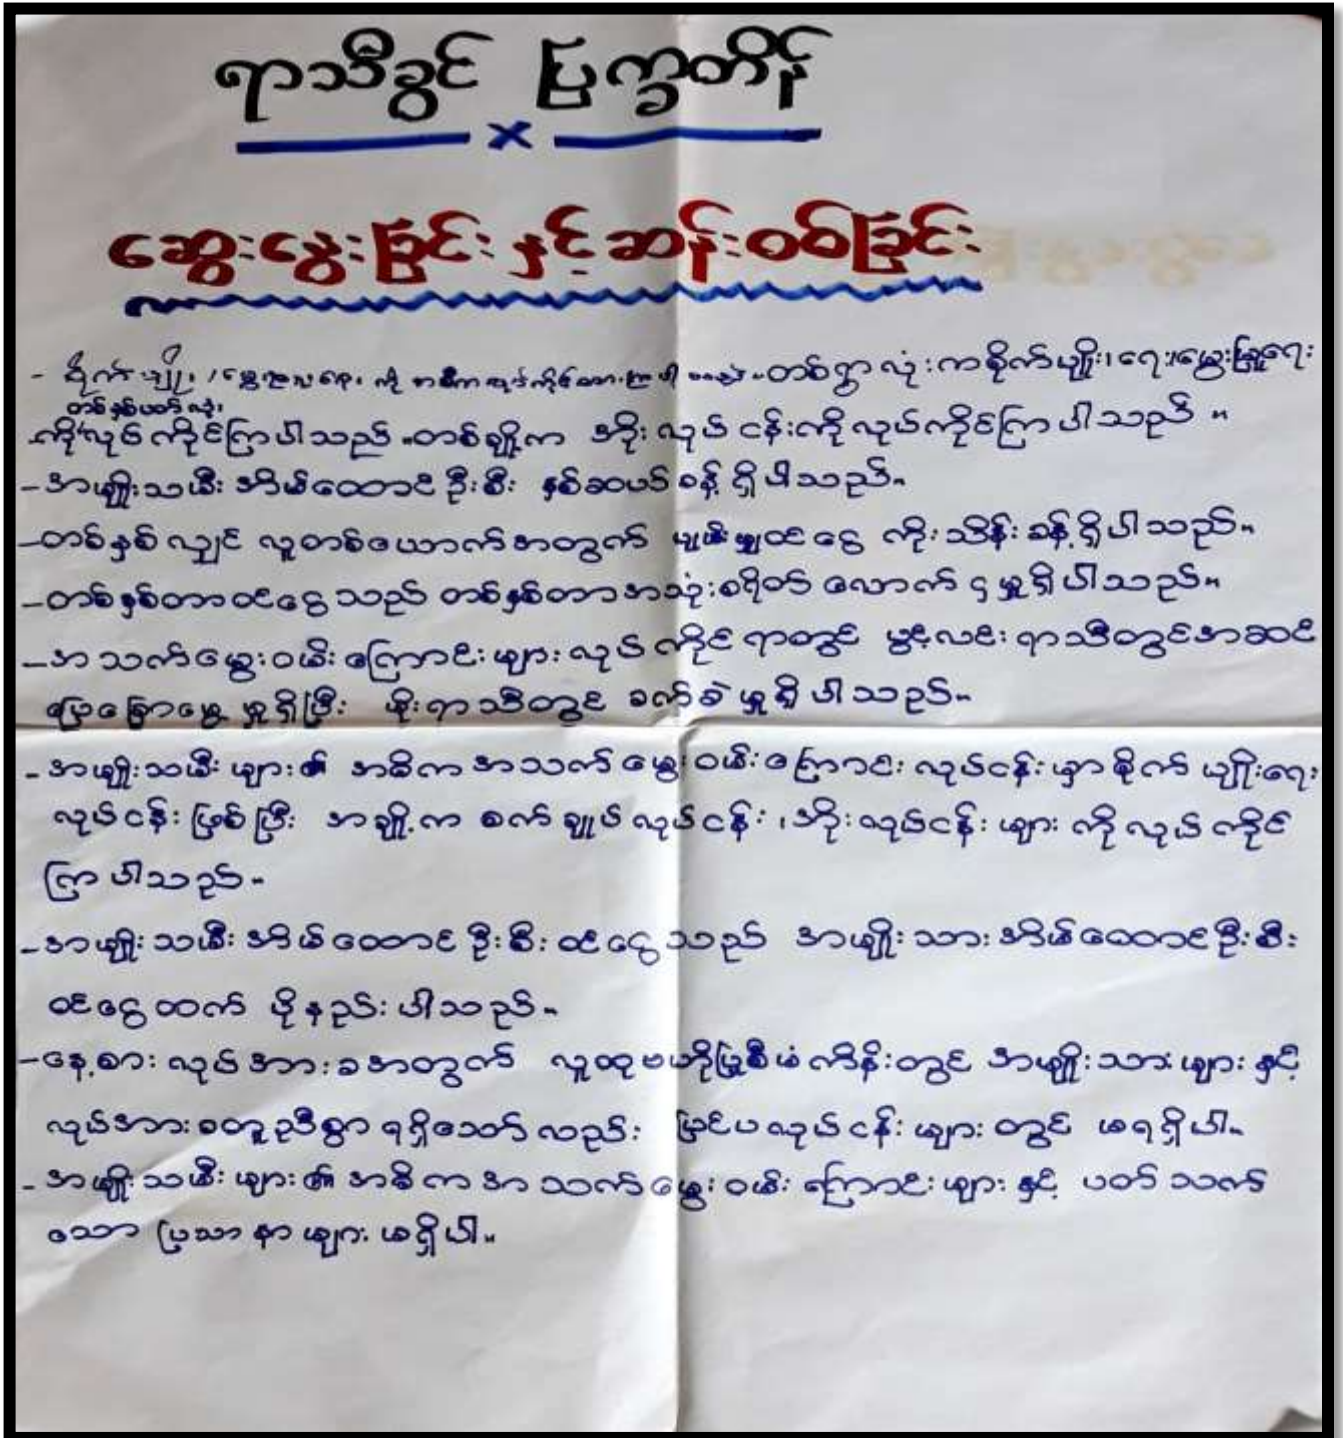 ရာသီခွင် ပြက္ခတိန်
ဆွေးနွေးခြင်းနှင့်ဆန်းစစ်ခြင်း
- စိုက်ပျိုး တစ်ရွာလုံးကစိုက်ပျိုး၊ရေး၊မွေးမြူရေး
တစ်နှစ်ပတ်လုံး
ကိုလုပ်ကိုင်ကြပါသည်။တစ်ချို့က အိုးလုပ်ငန်းကိုလုပ်ကိုင်ကြပါသည်။
- အမျိုးသမီးအိမ်ထောင်ဦးစီး နှစ်ဆယ်ခန့်ရှိပါသည်။
- တစ်နှစ်လျှင် လူတစ်ယောက်အတွက် ပျမ်းမျှဝင်ငွေ ကိုးသိန်းခန့်ရှိပါသည်။
- တစ်နှစ်တာဝင်ငွေသည် တစ်နှစ်တာအသုံးစရိတ် လောက်ငှမှုရှိပါသည်။
- အသက်မွေးဝမ်းကြောင်းများလုပ်ကိုင်ရာတွင် ပွင့်လင်းရာသီတွင်အဆင်
ပြေချောမွေ့မှုရှိပြီး မိုးရာသီတွင် ခက်ခဲမှုရှိပါသည်။
- အမျိုးသမီးများ၏ အဓိကအသက်မွေးဝမ်းကြောင်းလုပ်ငန်းမှာစိုက်ပျိုးရေး
လုပ်ငန်းဖြစ်ပြီး အချို့က စက်ချုပ်လုပ်ငန်း၊အိုးလုပ်ငန်းများကိုလုပ်ကိုင်
ကြပါသည်။
- အမျိုးသမီးအိမ်ထောင်ဦးစီးဝင်ငွေသည် အမျိုးသားအိမ်ထောင်ဦးစီး
ဝင်ငွေထက် ပိုနည်းပါသည်။
- နေ့စားလုပ်အားခအတွက် လူထုဗဟိုပြုစီမံကိန်းတွင် အမျိုးသားများနှင့်
လုပ်အားခတူညီစွာရရှိသော်လည်း ပြင်ပလုပ်ငန်းများတွင် မရရှိပါ။
- အမျိုးသမီးများ၏အဓိကအသက်မွေးဝမ်းကြောင်းများနှင့် ပတ်သက်
သော ပြသာနာများမရှိပါ။